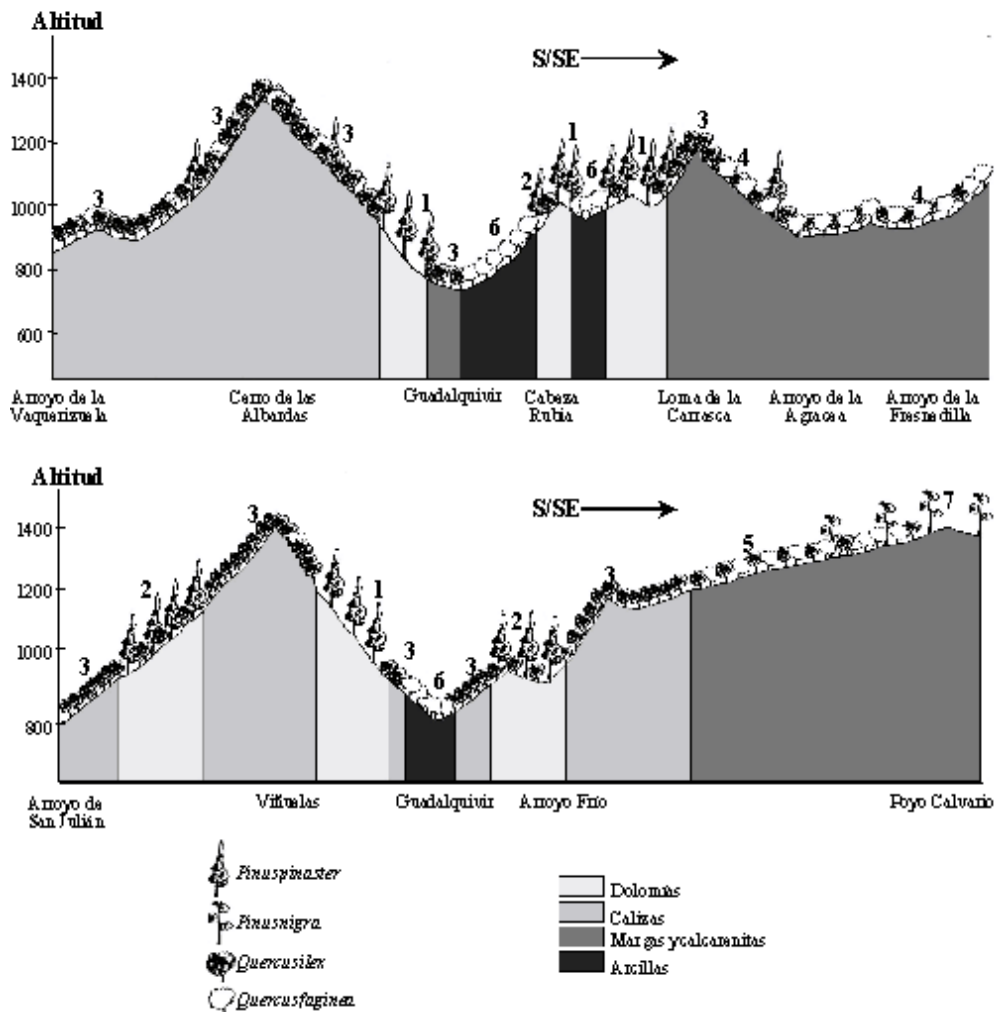 Altitud
S/SE
1400
1200
1000
800
600
3
3
3
1
3
6
2
1
6
1
3
4
4
Arroyo de la
Vaquerizuela
Cerro de las
Albardas
Guadalquivir
Cabeza
Rubia
Loma de la
Carrasca
Arroyo de la
Agracea
Arroyo de la
Fresnedilla
Altitud
S/SE
1400
1200
1000
800
3
2
3
1
3
6
3
2
3
5
7
Arroyo de
San Julián
Viñuelas
Guadalquivir
Arroyo Frío
Poyo Calvario
Pinuspinaster
Pinusnigra
Quercusilex
Quercusfaginea
Dolomías
Calizas
Margas ycalcarenitas
Arcillas